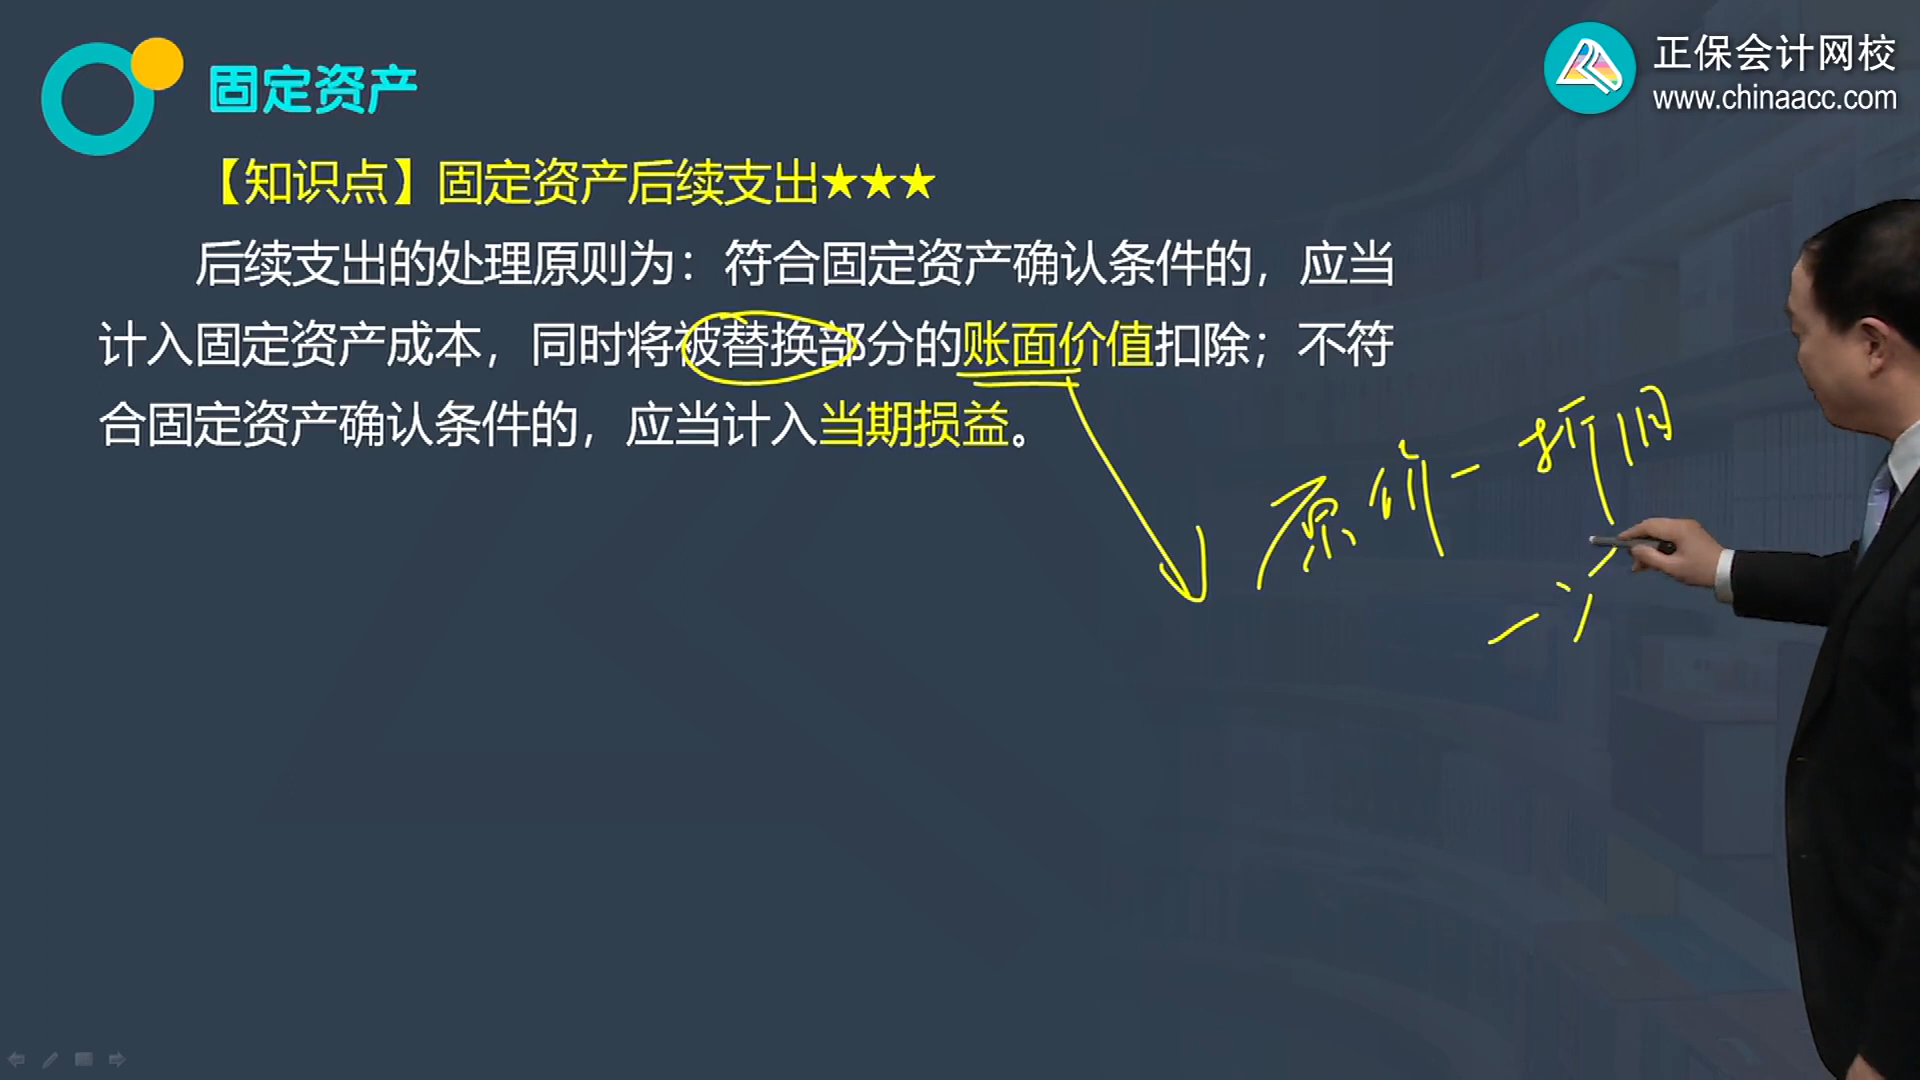 正保会计网校
www.chinaacc.com
固定资产
【知识点】固定资产后续支出★★★
后续支出的处理原则为：符合固定资产确认条件的，应当
计入固定资产成本，同时将被替换部分的账面价值扣除；不符
合固定资产确认条件的，应当计入当期损益。
原价-折旧